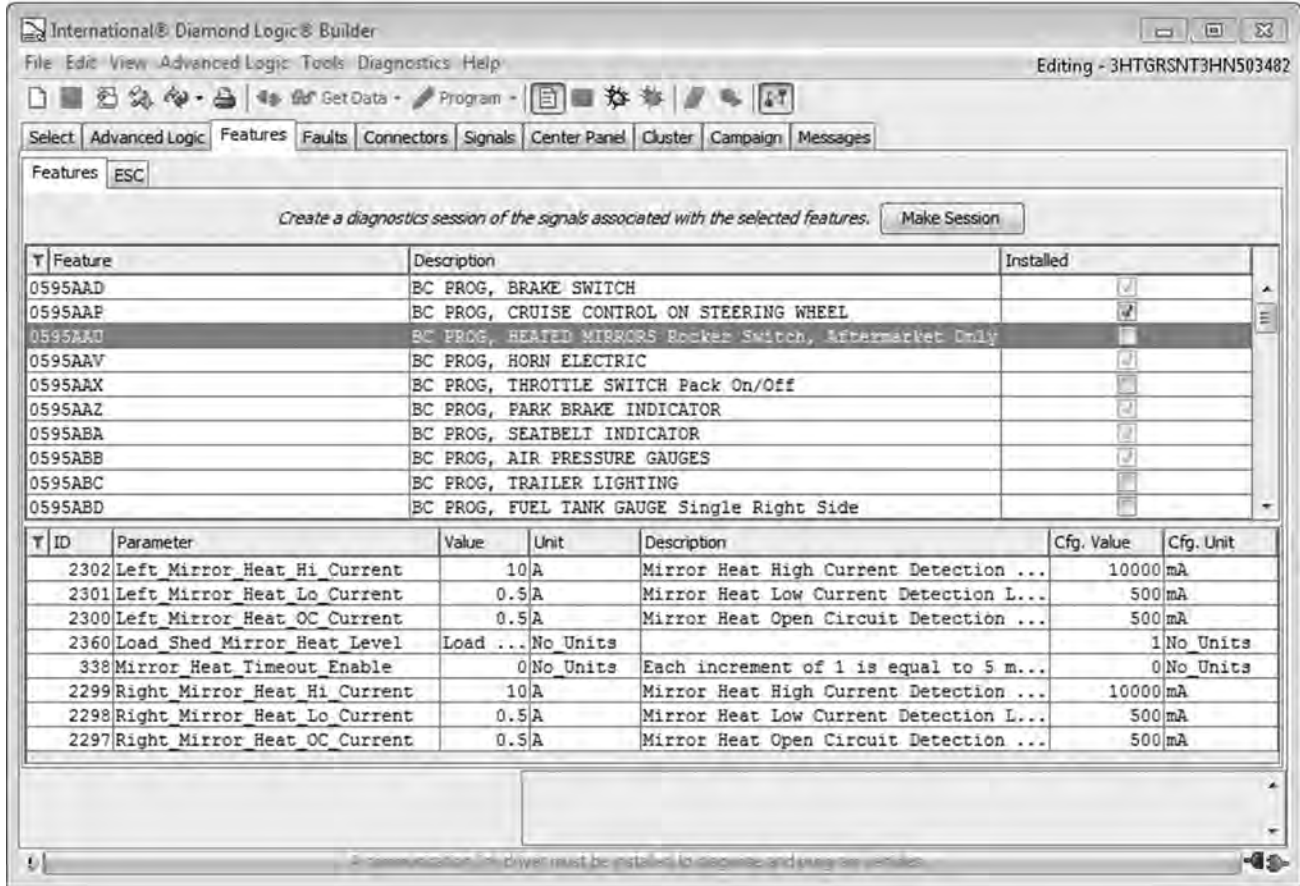 International® Diamond Logic® Builder
File Edit View Advanced Logic Tools Diagnostics Help
Editing - 3HTGRSNT3HN503482
Get Data Program
Select Advanced Logic Features Faults Connectors Signals Center Panel Cluster Campaign Messages
Features ESC
Create a diagnostics session of the signals associated with the selected features. Make Session
Feature Description Installed
0595AAD BC PROG, BRAKE SWITCH
0595AAP BC PROG, CRUISE CONTROL ON STEERING WHEEL
0595AAU BC PROG, HEATED MIRRORS Rocker Switch, Aftermarket Only
0595AAV BC PROG, HORN ELECTRIC
0595AAX BC PROG, THROTTLE SWITCH Pack On/Off
0595AAZ BC PROG, PARK BRAKE INDICATOR
0595ABA BC PROG, SEATBELT INDICATOR
0595ABB BC PROG, AIR PRESSURE GAUGES
0595ABC BC PROG, TRAILER LIGHTING
0595ABD BC PROG, FUEL TANK GAUGE Single Right Side
ID Parameter Value Unit Description Cfg. Value Cfg. Unit
2302 Left_Mirror_Heat_Hi_Current 10 A Mirror Heat High Current Detection ... 10000 mA
2301 Left_Mirror_Heat_Lo_Current 0.5 A Mirror Heat Low Current Detection L... 500 mA
2300 Left_Mirror_Heat_OC_Current 0.5 A Mirror Heat Open Circuit Detection ... 500 mA
2360 Load_Shed_Mirror_Heat_Level Load ... No_Units 1 No_Units
338 Mirror_Heat_Timeout_Enable 0 No_Units Each increment of 1 is equal to 5 m... 0 No_Units
2299 Right_Mirror_Heat_Hi_Current 10 A Mirror Heat High Current Detection ... 10000 mA
2298 Right_Mirror_Heat_Lo_Current 0.5 A Mirror Heat Low Current Detection L... 500 mA
2297 Right_Mirror_Heat_OC_Current 0.5 A Mirror Heat Open Circuit Detection ... 500 mA
driver must be installed to